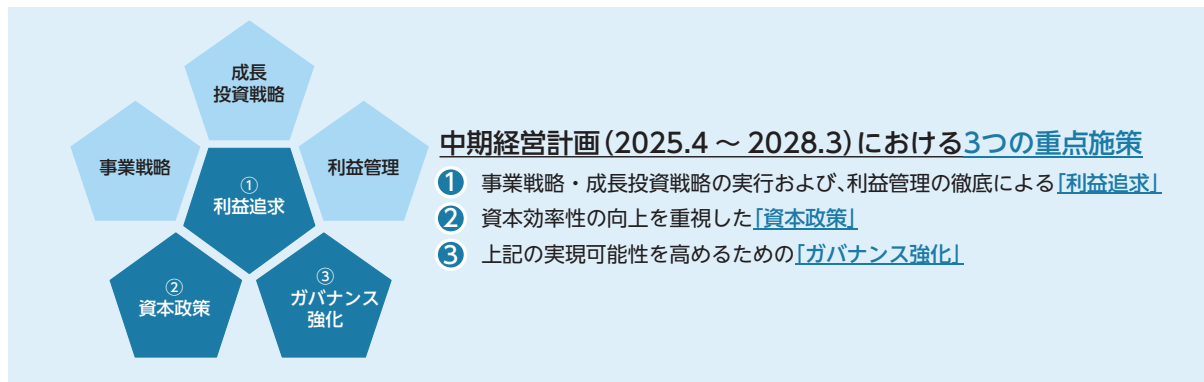 成長
投資戦略
事業戦略
利益管理
①
利益追求
②
資本政策
③
ガバナンス
強化
中期経営計画(2025.4 ~ 2028.3)における3つの重点施策
❶ 事業戦略・成長投資戦略の実行および、利益管理の徹底による「利益追求」
❷ 資本効率性の向上を重視した「資本政策」
❸ 上記の実現可能性を高めるための「ガバナンス強化」